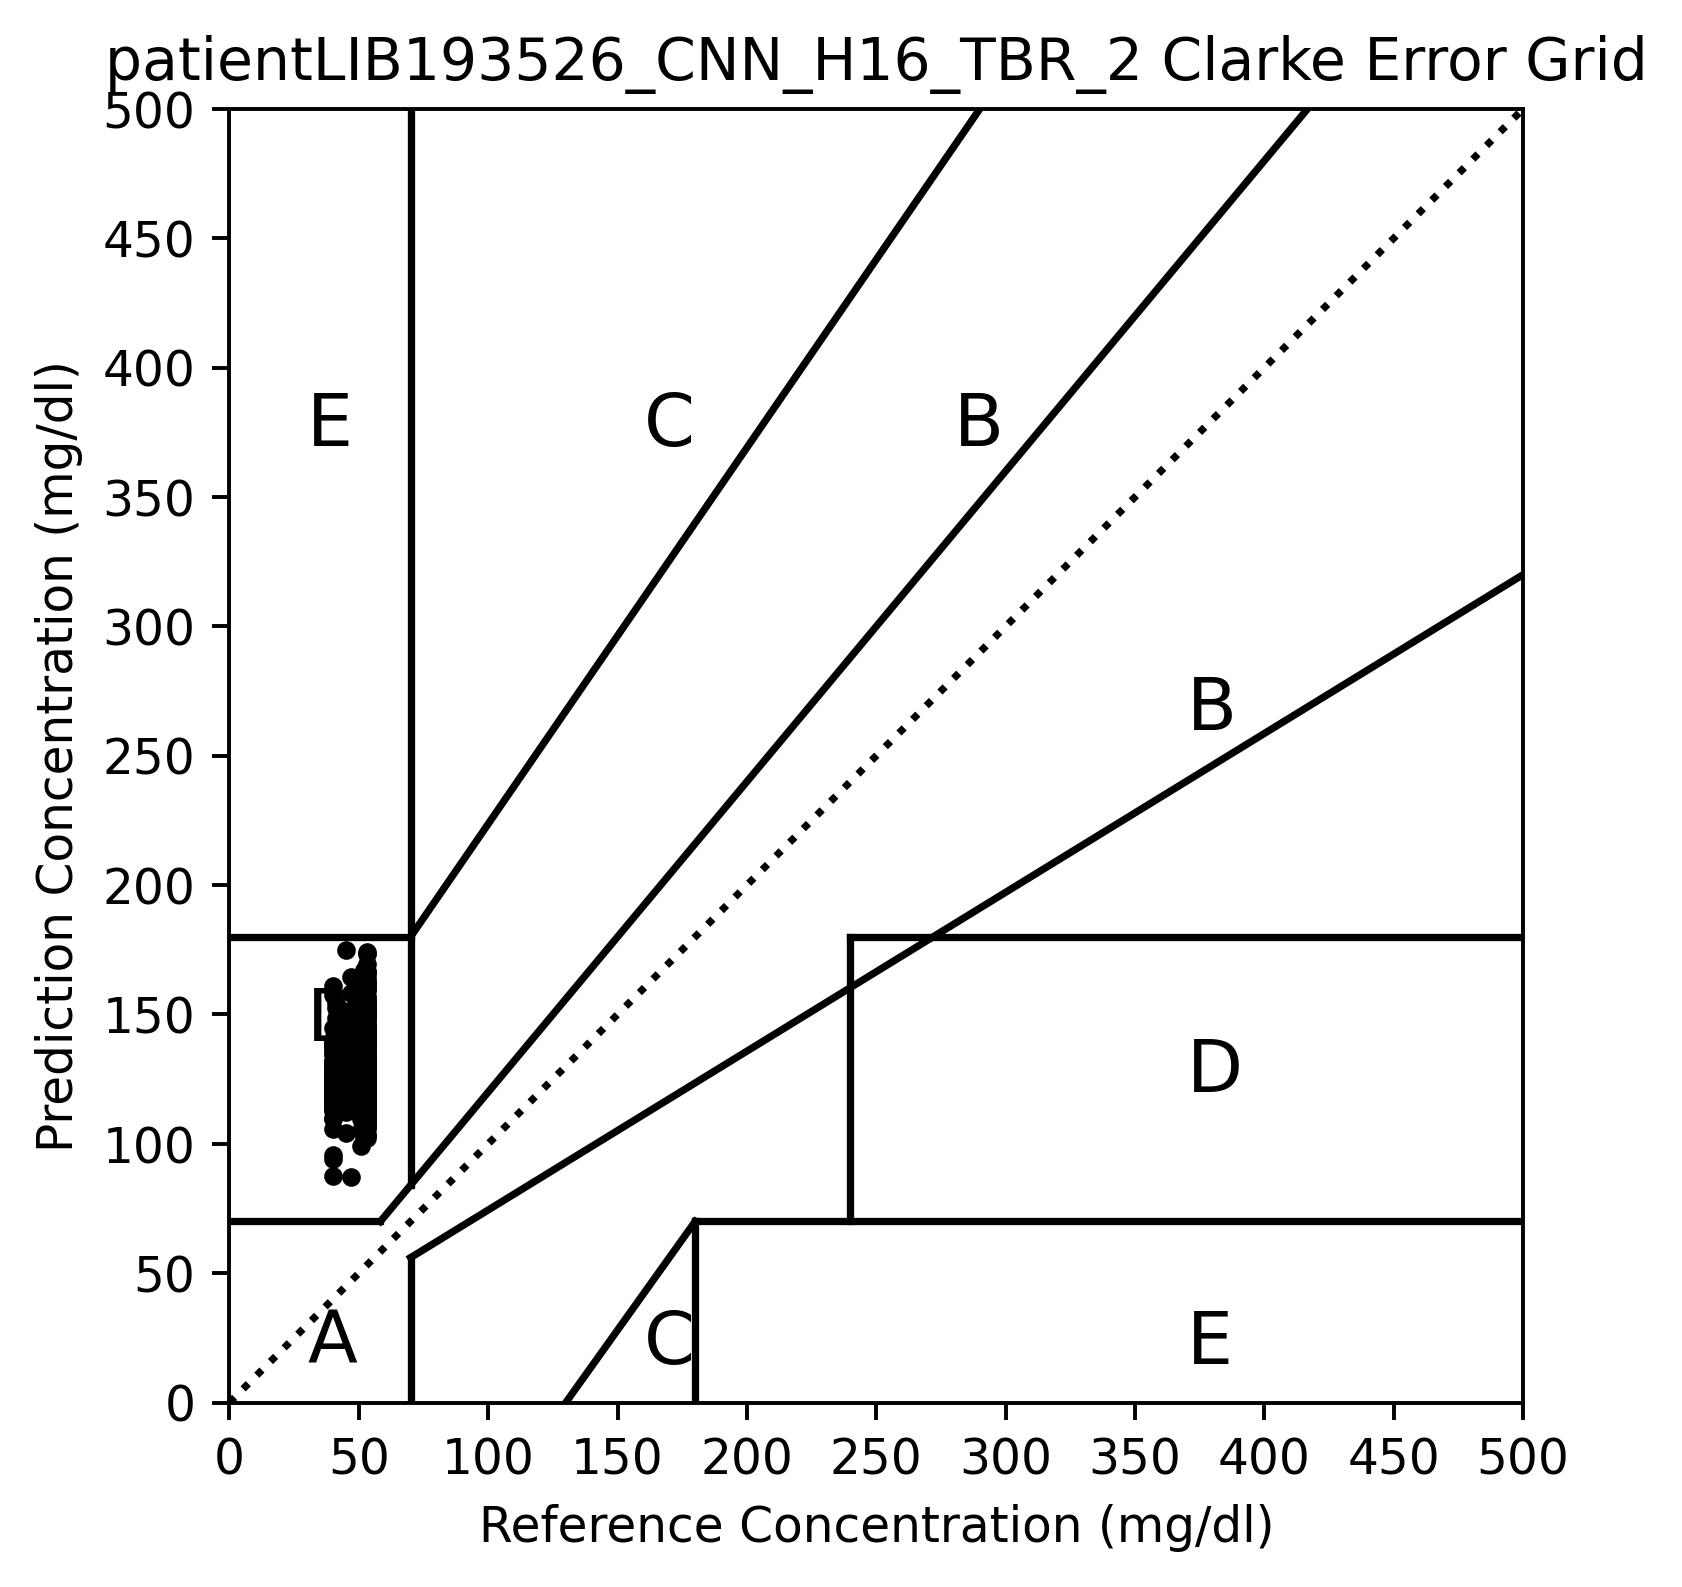 patientLIB193526_CNN_H16_TBR_2 Clarke Error Grid
500
450
400
350
300
250
200
150
100
50
0
Prediction Concentration (mg/dl)
E
C
B
B
D
A
C
E
0 50 100 150 200 250 300 350 400 450 500
Reference Concentration (mg/dl)